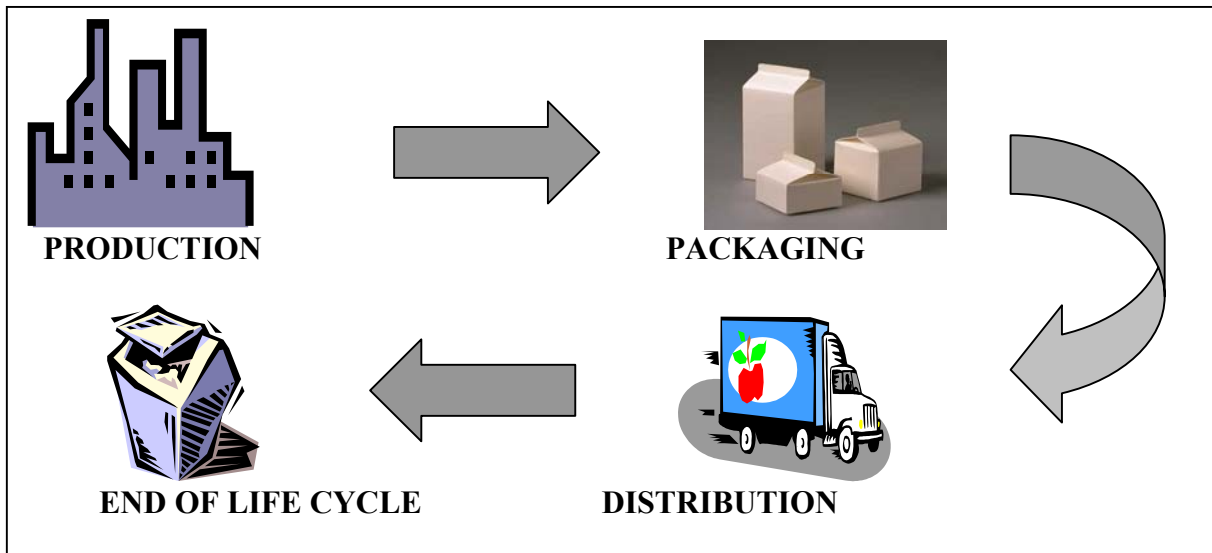 PRODUCTION
PACKAGING
END OF LIFE CYCLE
DISTRIBUTION